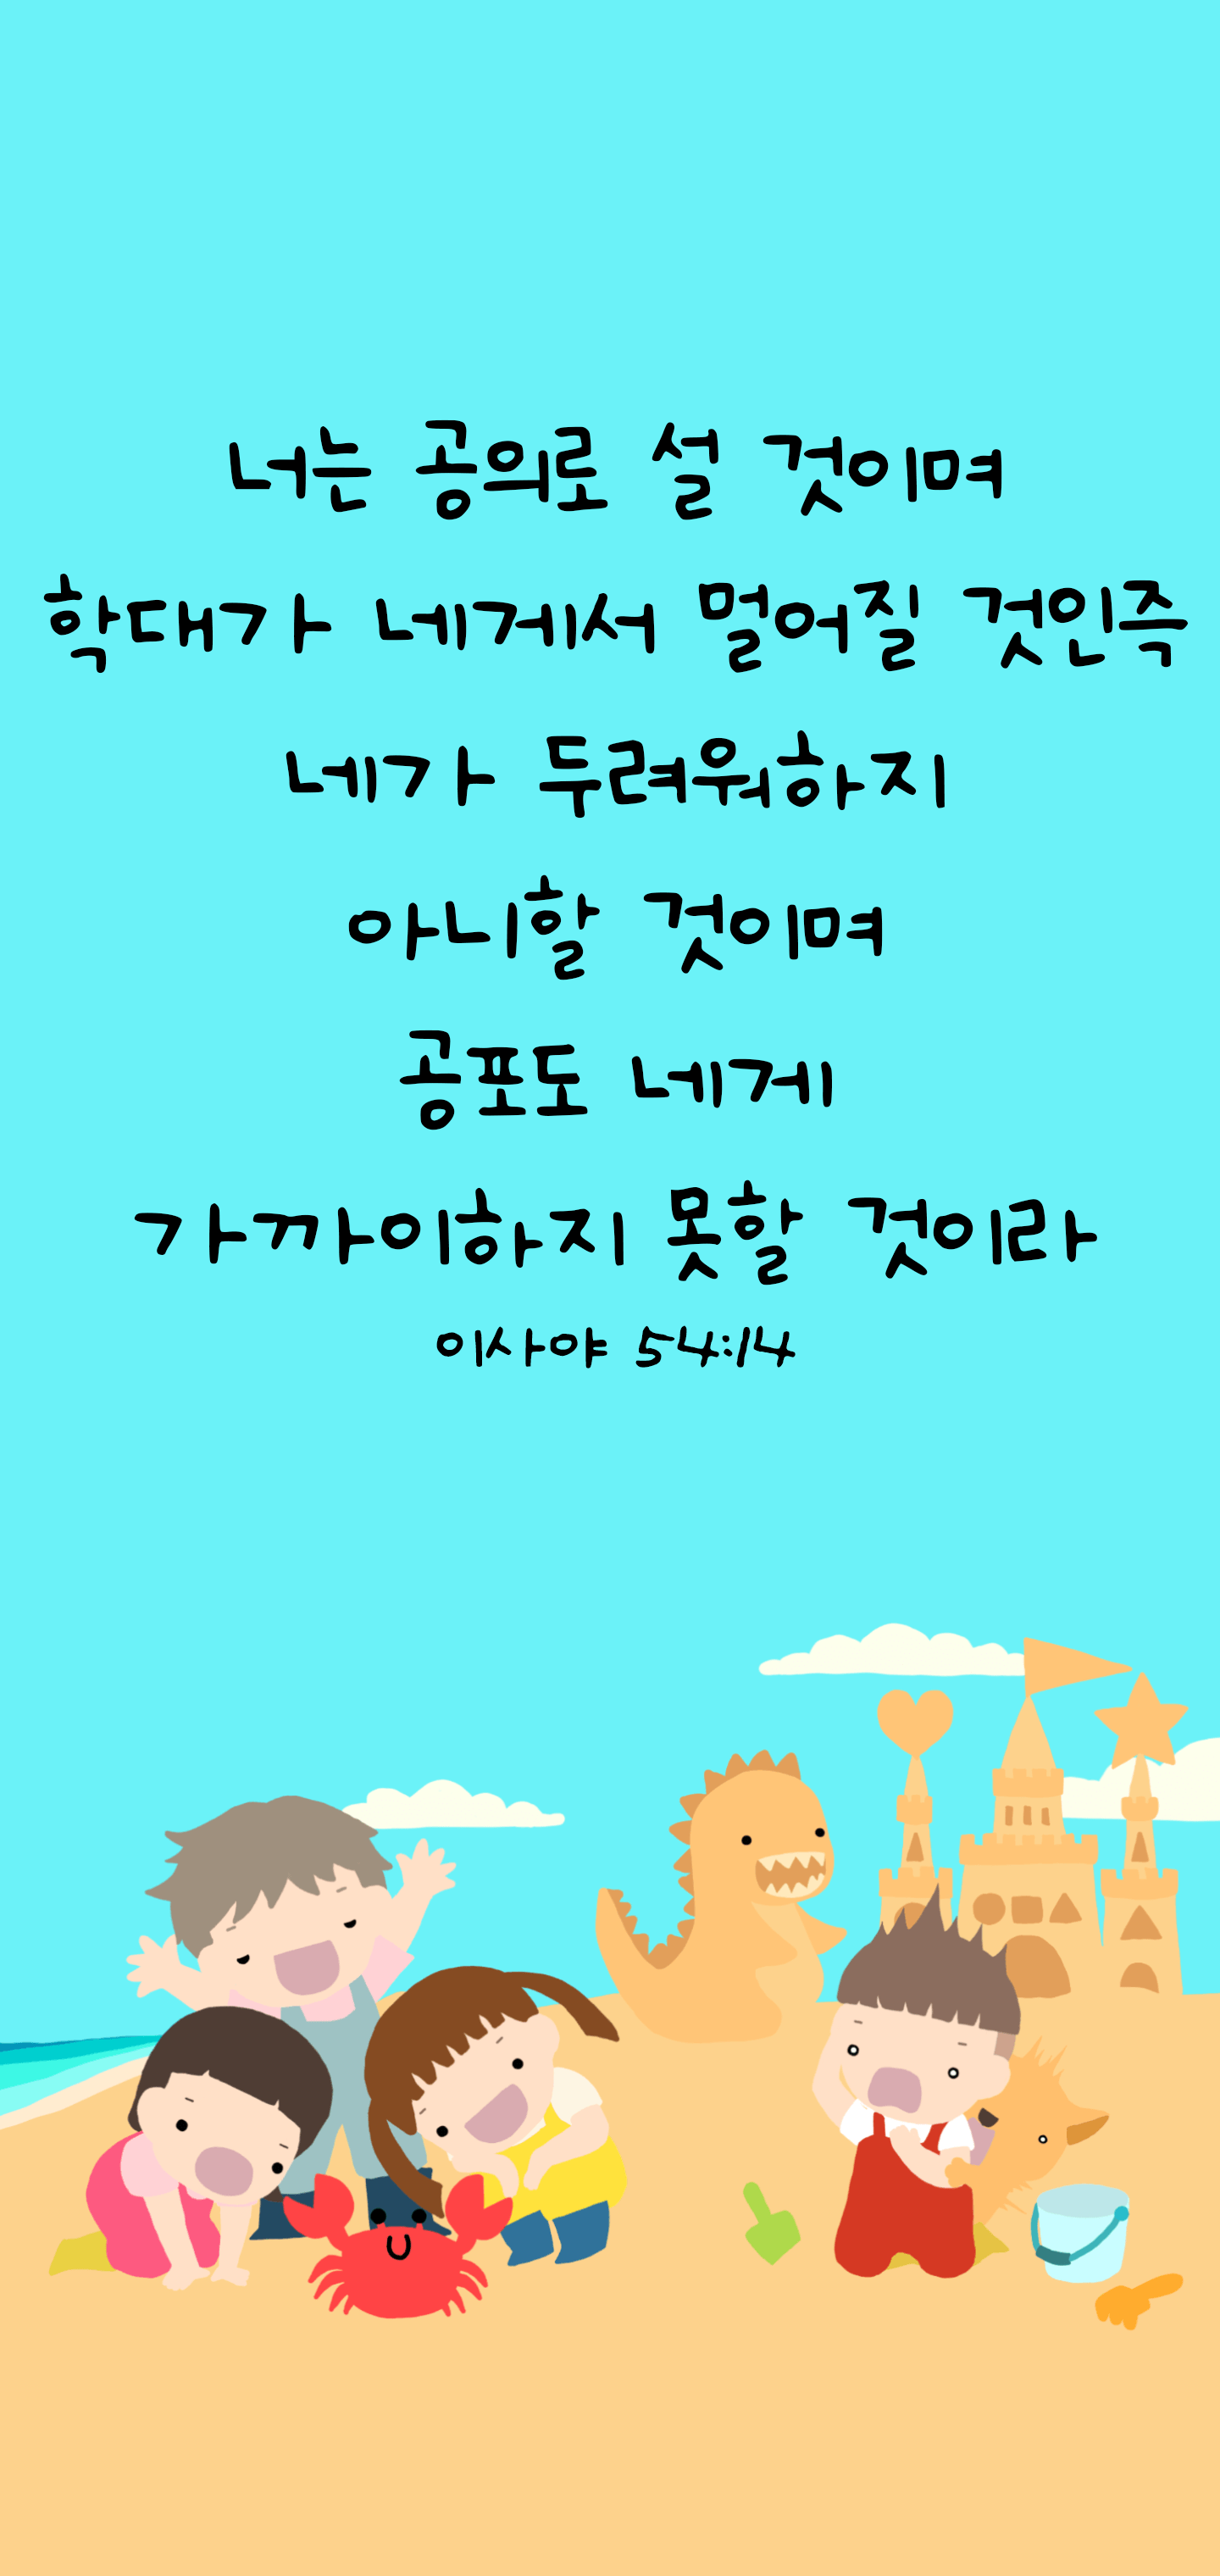 너는 공의로 설 것이며
학대가 네게서 멀어질 것인즉
네가 두려워하지
아니할 것이며
공포도 네게
가까이하지 못할 것이라
이사야 54:14